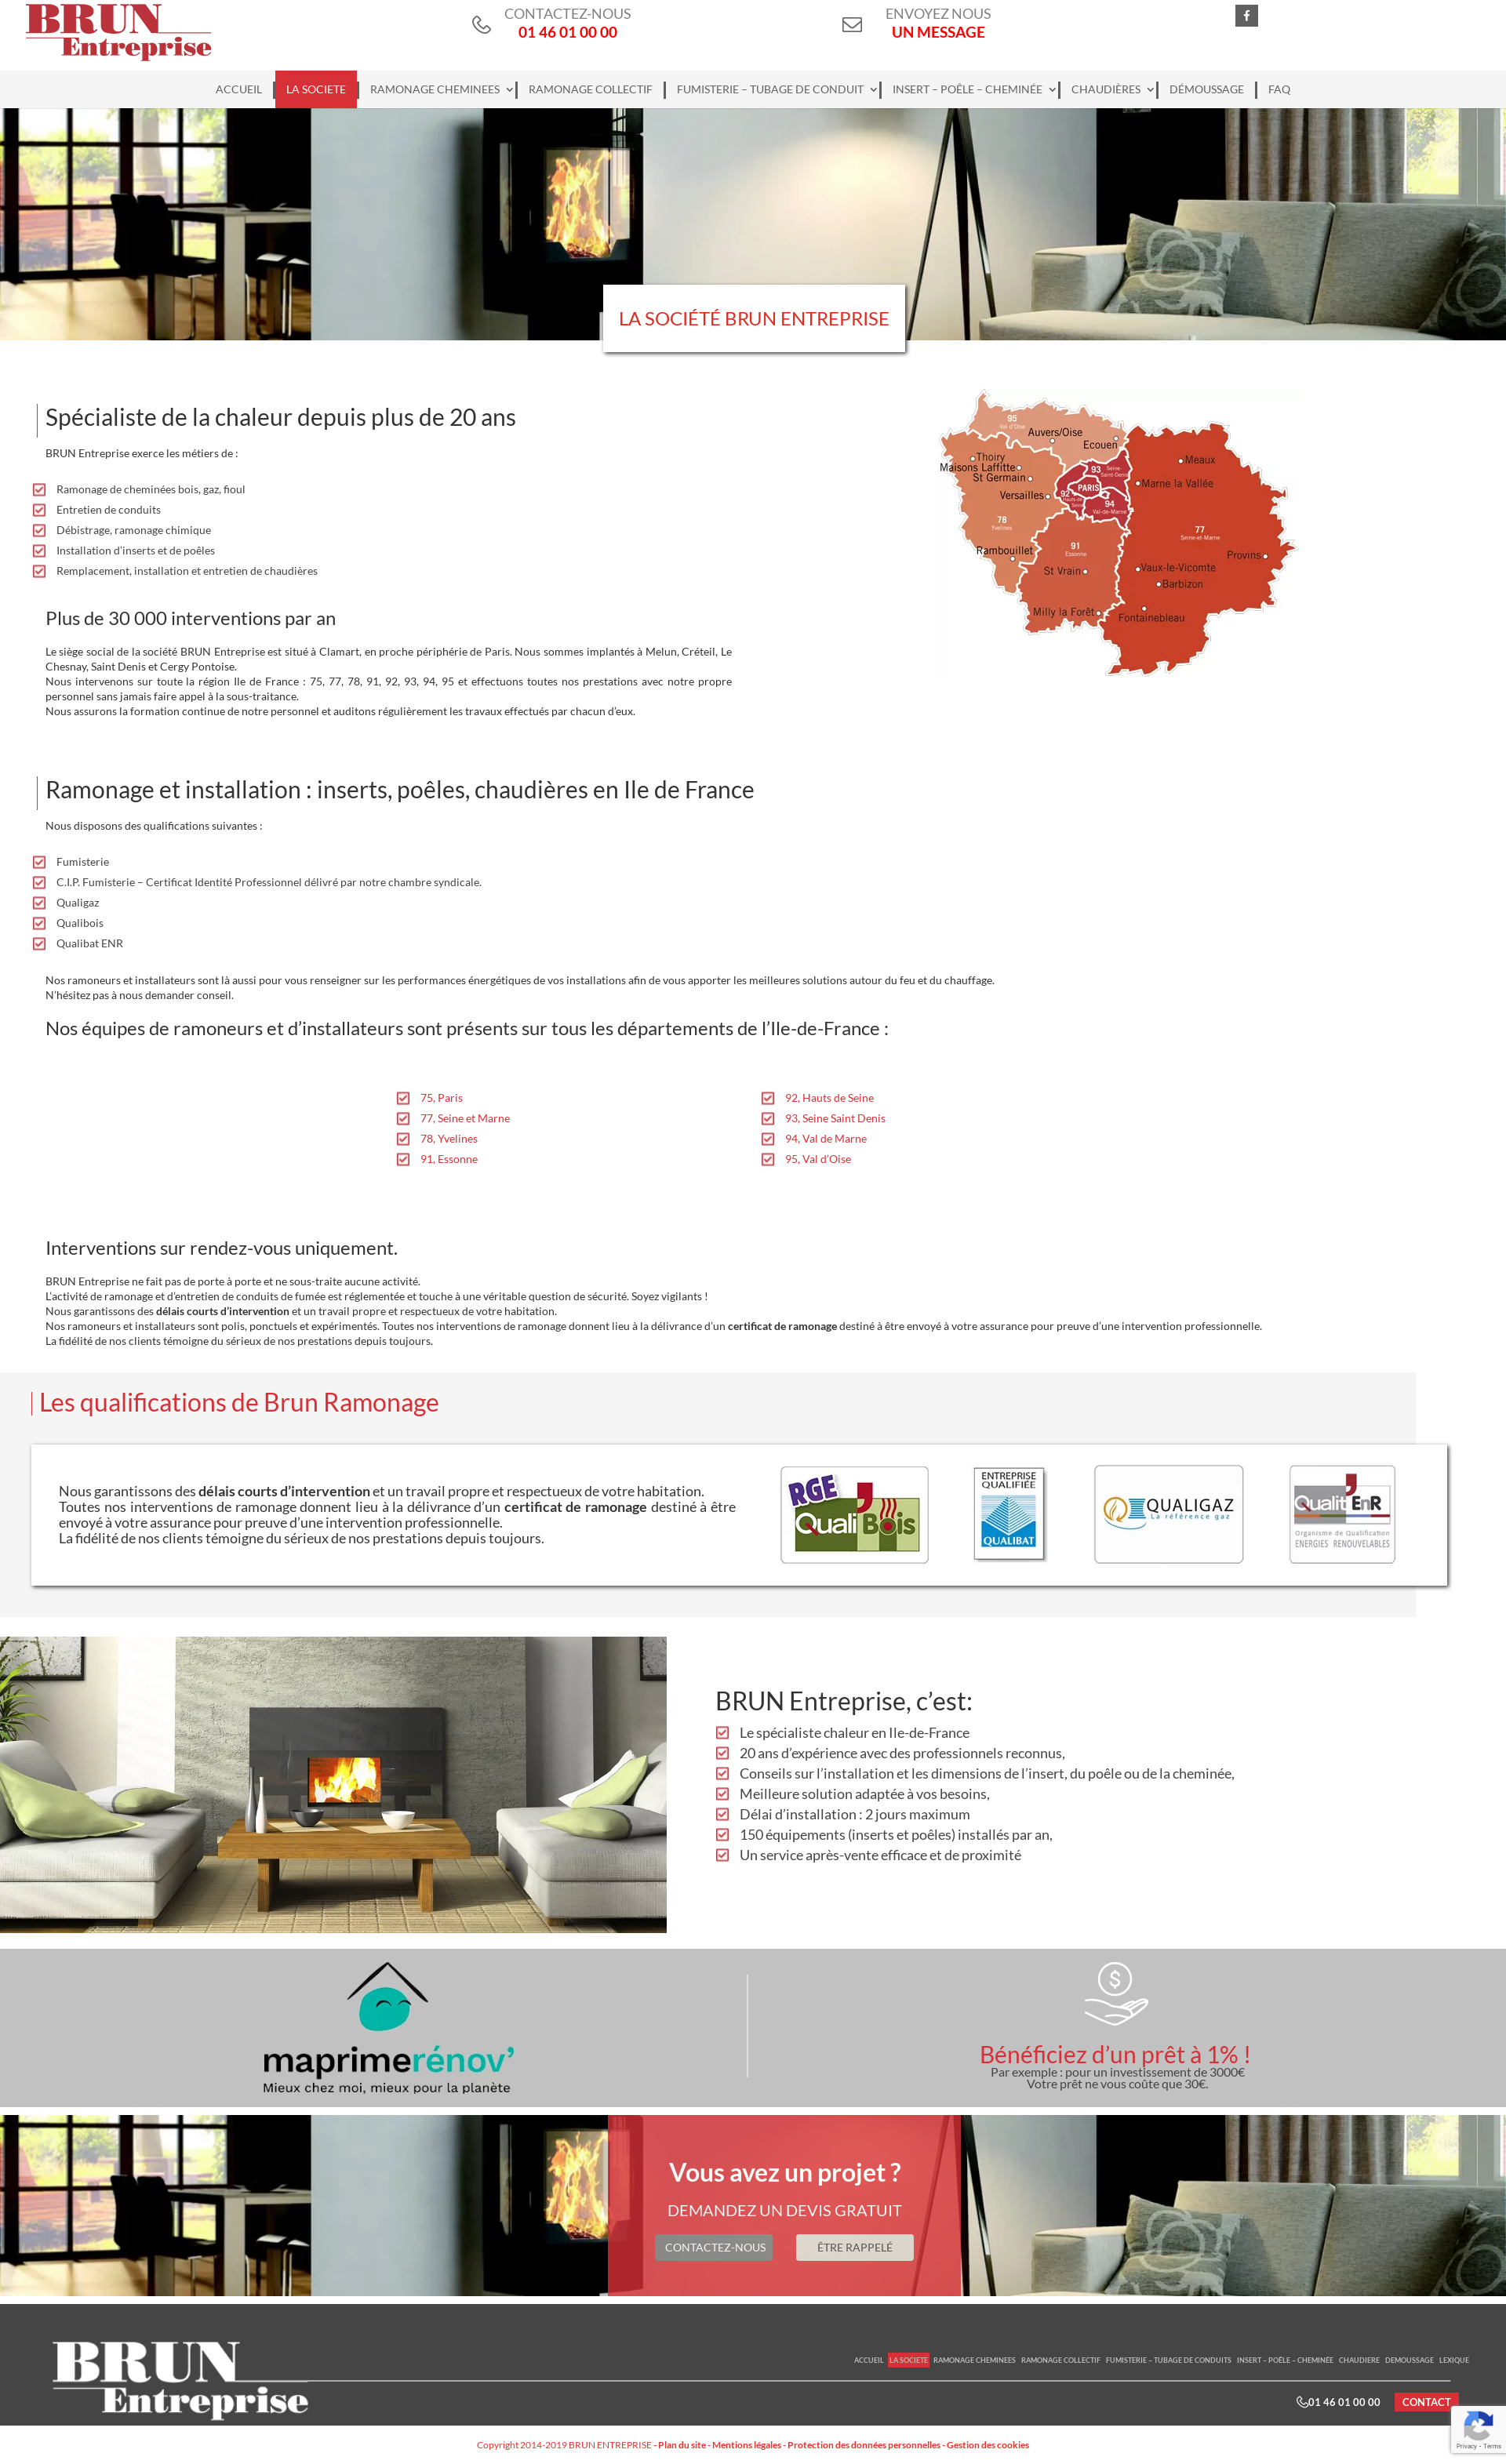 BRUN
Entreprise
CONTACTEZ-NOUS
01 46 01 00 00
ENVOYEZ NOUS
UN MESSAGE
ACCUEIL
LA SOCIETE
RAMONAGE CHEMINEES
RAMONAGE COLLECTIF
FUMISTERIE – TUBAGE DE CONDUIT
INSERT – POÊLE – CHEMINÉE
CHAUDIÈRES
DÉMOUSSAGE
FAQ
LA SOCIÉTÉ BRUN ENTREPRISE
Spécialiste de la chaleur depuis plus de 20 ans
BRUN Entreprise exerce les métiers de :
Ramonage de cheminées bois, gaz, fioul
Entretien de conduits
Débistrage, ramonage chimique
Installation d’inserts et de poêles
Remplacement, installation et entretien de chaudières
95
Val d'Oise
Auvers/Oise
Ecouen
Thoiry
Maisons Laffitte
St Germain
Versailles
93
Seine-
Saint-Denis
PARIS
92
Hauts-de-
Seine
94
Val-de-Marne
Meaux
Marne la Vallée
78
Yvelines
77
Seine-et-Marne
Rambouillet
91
Essonne
St Vrain
Provins
Vaux-le-Vicomte
Barbizon
Milly la Forêt
Fontainebleau
Plus de 30 000 interventions par an
Le siège social de la société BRUN Entreprise est situé à Clamart, en proche périphérie de Paris. Nous sommes implantés à Melun, Créteil, Le
Chesnay, Saint Denis et Cergy Pontoise.
Nous intervenons sur toute la région Ile de France : 75, 77, 78, 91, 92, 93, 94, 95 et effectuons toutes nos prestations avec notre propre
personnel sans jamais faire appel à la sous-traitance.
Nous assurons la formation continue de notre personnel et auditons régulièrement les travaux effectués par chacun d’eux.
Ramonage et installation : inserts, poêles, chaudières en Ile de France
Nous disposons des qualifications suivantes :
Fumisterie
C.I.P. Fumisterie – Certificat Identité Professionnel délivré par notre chambre syndicale.
Qualigaz
Qualibois
Qualibat ENR
Nos ramoneurs et installateurs sont là aussi pour vous renseigner sur les performances énergétiques de vos installations afin de vous apporter les meilleures solutions autour du feu et du chauffage.
N’hésitez pas à nous demander conseil.
Nos équipes de ramoneurs et d’installateurs sont présents sur tous les départements de l’Ile-de-France :
75, Paris
77, Seine et Marne
78, Yvelines
91, Essonne
92, Hauts de Seine
93, Seine Saint Denis
94, Val de Marne
95, Val d’Oise
Interventions sur rendez-vous uniquement.
BRUN Entreprise ne fait pas de porte à porte et ne sous-traite aucune activité.
L’activité de ramonage et d’entretien de conduits de fumée est réglementée et touche à une véritable question de sécurité. Soyez vigilants !
Nous garantissons des délais courts d’intervention et un travail propre et respectueux de votre habitation.
Nos ramoneurs et installateurs sont polis, ponctuels et expérimentés. Toutes nos interventions de ramonage donnent lieu à la délivrance d’un certificat de ramonage destiné à être envoyé à votre assurance pour preuve d’une intervention professionnelle.
La fidélité de nos clients témoigne du sérieux de nos prestations depuis toujours.
Les qualifications de Brun Ramonage
Nous garantissons des délais courts d’intervention et un travail propre et respectueux de votre habitation.
Toutes nos interventions de ramonage donnent lieu à la délivrance d’un certificat de ramonage destiné à être
envoyé à votre assurance pour preuve d’une intervention professionnelle.
La fidélité de nos clients témoigne du sérieux de nos prestations depuis toujours.
RGE
Quali'Bois
ENTREPRISE
QUALIFIÉE
QUALIBAT
QUALIGAZ
La référence gaz
Qualit'EnR
Organisme de Qualification
ENERGIES RENOUVELABLES
BRUN Entreprise, c’est:
Le spécialiste chaleur en Ile-de-France
20 ans d’expérience avec des professionnels reconnus,
Conseils sur l’installation et les dimensions de l’insert, du poêle ou de la cheminée,
Meilleure solution adaptée à vos besoins,
Délai d’installation : 2 jours maximum
150 équipements (inserts et poêles) installés par an,
Un service après-vente efficace et de proximité
maprimerénov’
Mieux chez moi, mieux pour la planète
Bénéficiez d’un prêt à 1% !
Par exemple : pour un investissement de 3000€
Votre prêt ne vous coûte que 30€.
Vous avez un projet ?
DEMANDEZ UN DEVIS GRATUIT
CONTACTEZ-NOUS
ÊTRE RAPPELÉ
BRUN
Entreprise
ACCUEIL
LA SOCIETE
RAMONAGE CHEMINEES
RAMONAGE COLLECTIF
FUMISTERIE – TUBAGE DE CONDUITS
INSERT – POÊLE – CHEMINÉE
CHAUDIERE
DEMOUSSAGE
LEXIQUE
01 46 01 00 00
CONTACT
Copyright 2014-2019 BRUN ENTREPRISE - Plan du site - Mentions légales - Protection des données personnelles - Gestion des cookies
Privacy - Terms